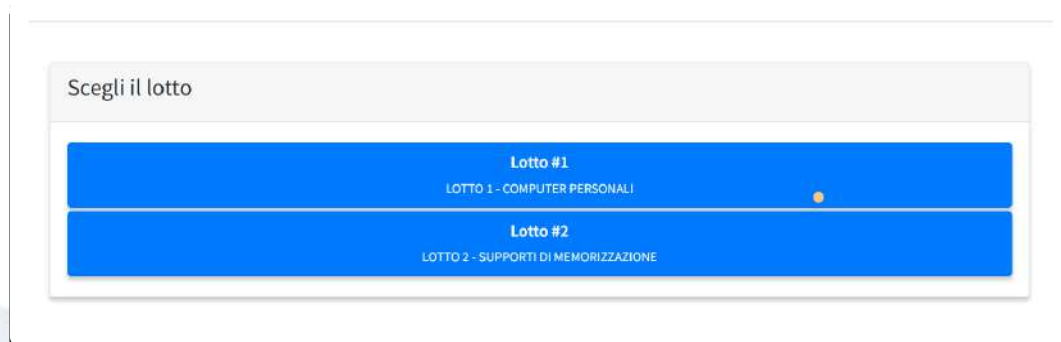 Scegli il lotto
Lotto #1
LOTTO 1 - COMPUTER PERSONALI
Lotto #2
LOTTO 2 - SUPPORTI DI MEMORIZZAZIONE